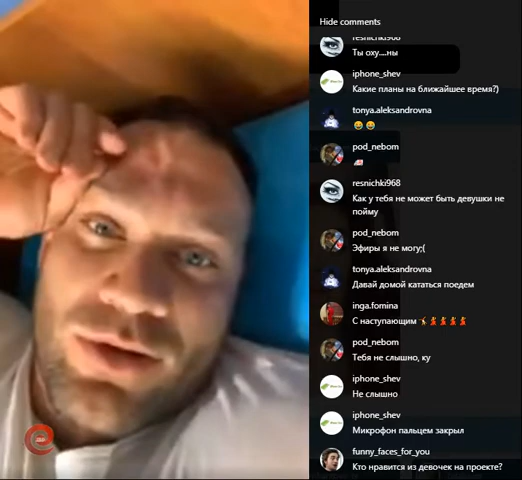 Hide comments
resnichki968
Ты оху....ны
iphone_shev
Какие планы на ближайшее время?)
tonya.aleksandrovna
😂😂
pod_nebom
resnichki968
Как у тебя не может быть девушки не
пойму
pod_nebom
Эфиры я не могу;(
tonya.aleksandrovna
Давай домой кататься поедем
inga.fomina
С наступающим 💃💃💃💃💃
pod_nebom
Тебя не слышно, ку
iphone_shev
Не слышно
iphone_shev
Микрофон пальцем закрыл
funny_faces_for_you
Кто нравится из девочек на проекте?